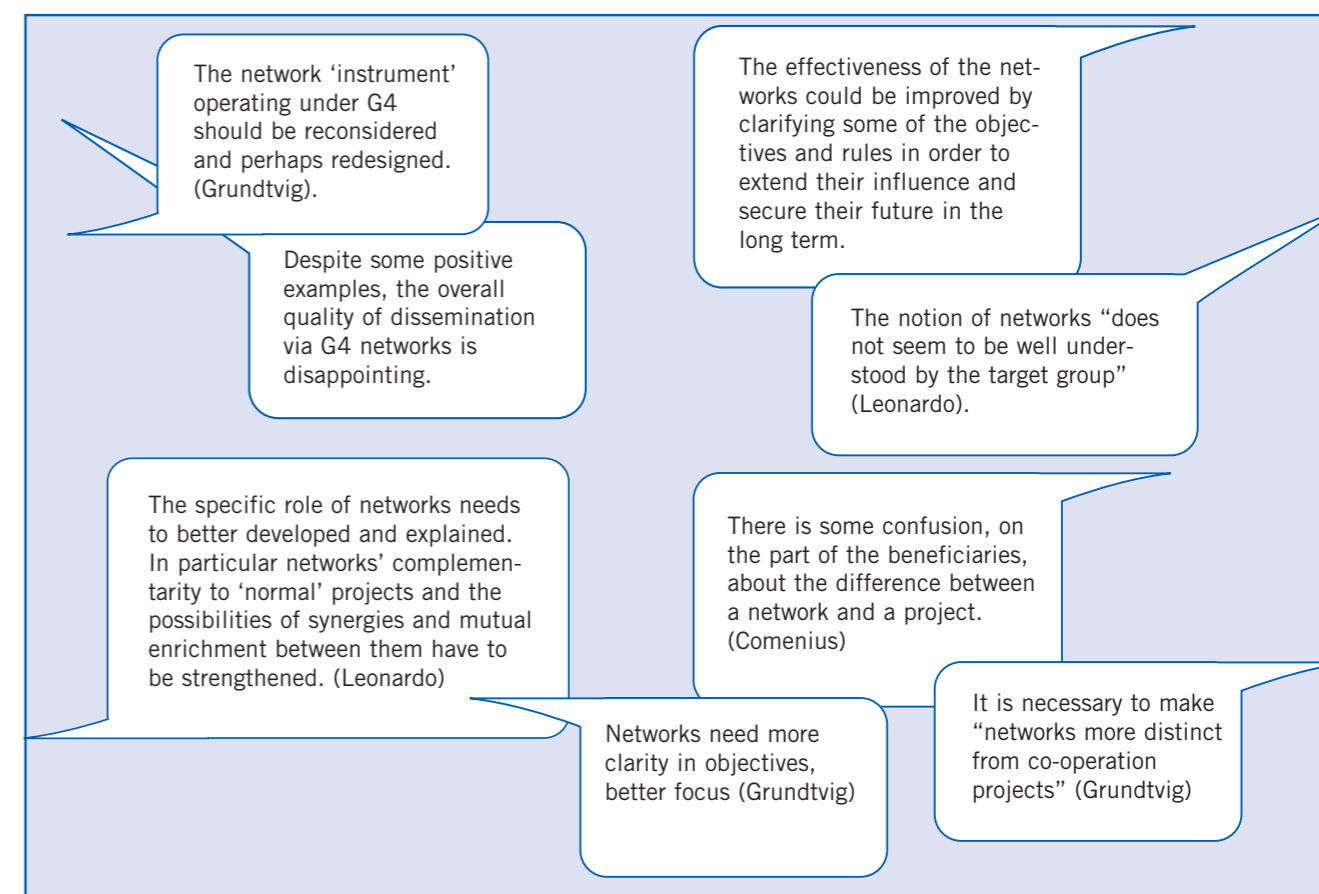 The network ‘instrument’
operating under G4
should be reconsidered
and perhaps redesigned.
(Grundtvig).
Despite some positive
examples, the overall
quality of dissemination
via G4 networks is
disappointing.
The effectiveness of the net-
works could be improved by
clarifying some of the objec-
tives and rules in order to
extend their influence and
secure their future in the
long term.
The notion of networks “does
not seem to be well under-
stood by the target group”
(Leonardo).
The specific role of networks needs
to better developed and explained.
In particular networks’ complemen-
tarity to ‘normal’ projects and the
possibilities of synergies and mutual
enrichment between them have to
be strengthened. (Leonardo)
There is some confusion, on
the part of the beneficiaries,
about the difference between
a network and a project.
(Comenius)
Networks need more
clarity in objectives,
better focus (Grundtvig)
It is necessary to make
“networks more distinct
from co-operation
projects” (Grundtvig)